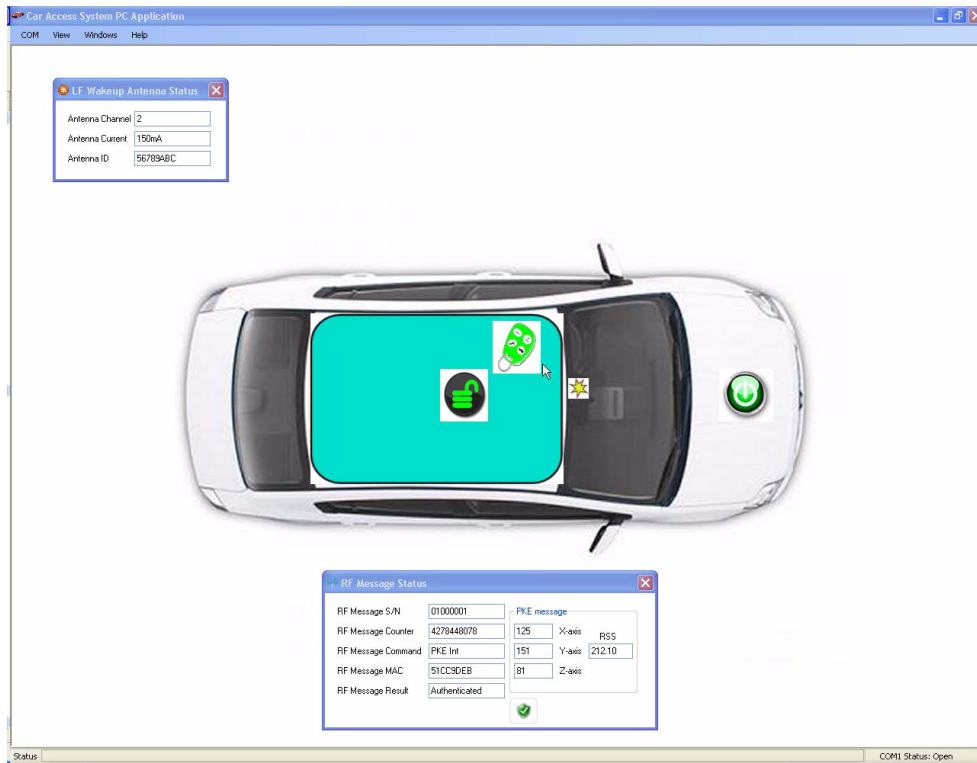 Car Access System PC Application
COM View Windows Help
LF Wakeup Antenna Status
Antenna Channel 2
Antenna Current 150mA
Antenna ID 56789ABC
RF Message Status
RF Message S/N 01000001 PKE message
RF Message Counter 4278448078 125 X-axis RSS
RF Message Command PKE Int 151 Y-axis 212.10
RF Message MAC 51CC9DEB 81 Z-axis
RF Message Result Authenticated
Status COM1 Status: Open